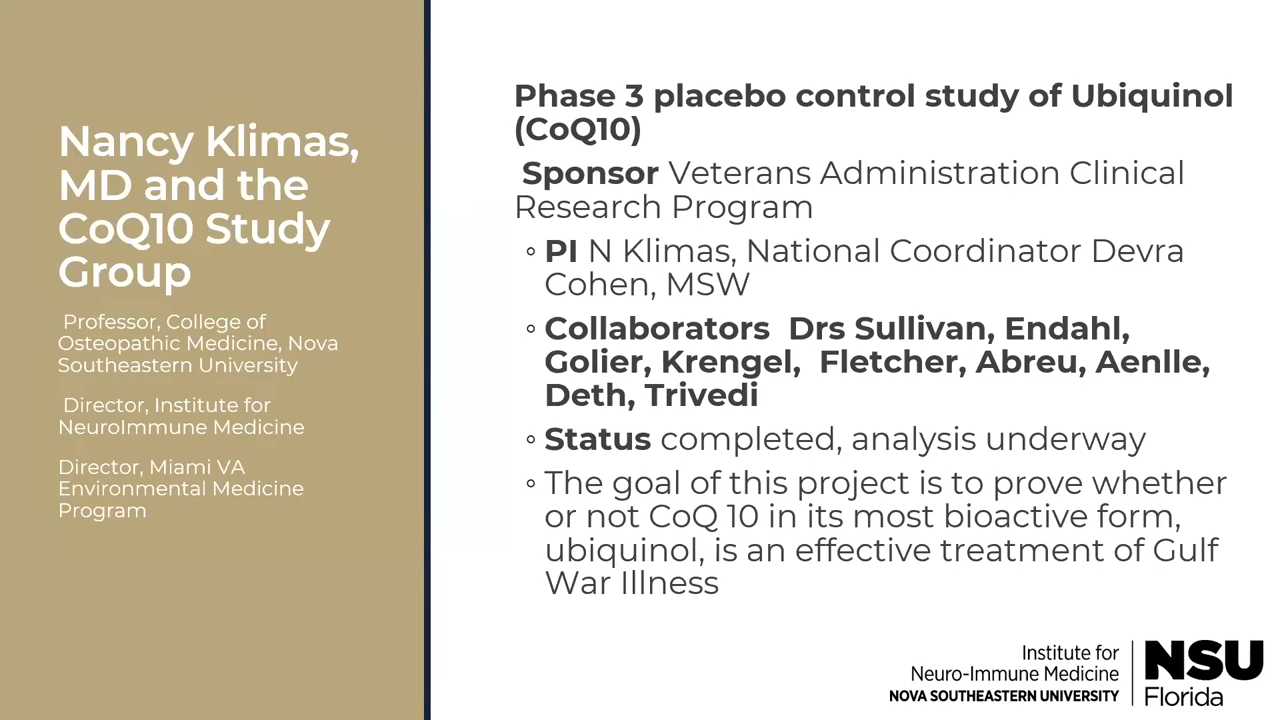 Nancy Klimas,
MD and the
CoQ10 Study
Group
Professor, College of
Osteopathic Medicine, Nova
Southeastern University
Director, Institute for
NeuroImmune Medicine
Director, Miami VA
Environmental Medicine
Program
Phase 3 placebo control study of Ubiquinol
(CoQ10)
Sponsor Veterans Administration Clinical
Research Program
◦ PI N Klimas, National Coordinator Devra
Cohen, MSW
◦ Collaborators Drs Sullivan, Endahl,
Golier, Krengel, Fletcher, Abreu, Aenlle,
Deth, Trivedi
◦ Status completed, analysis underway
◦ The goal of this project is to prove whether
or not CoQ 10 in its most bioactive form,
ubiquinol, is an effective treatment of Gulf
War Illness
Institute for
Neuro-Immune Medicine
NOVA SOUTHEASTERN UNIVERSITY
NSU
Florida